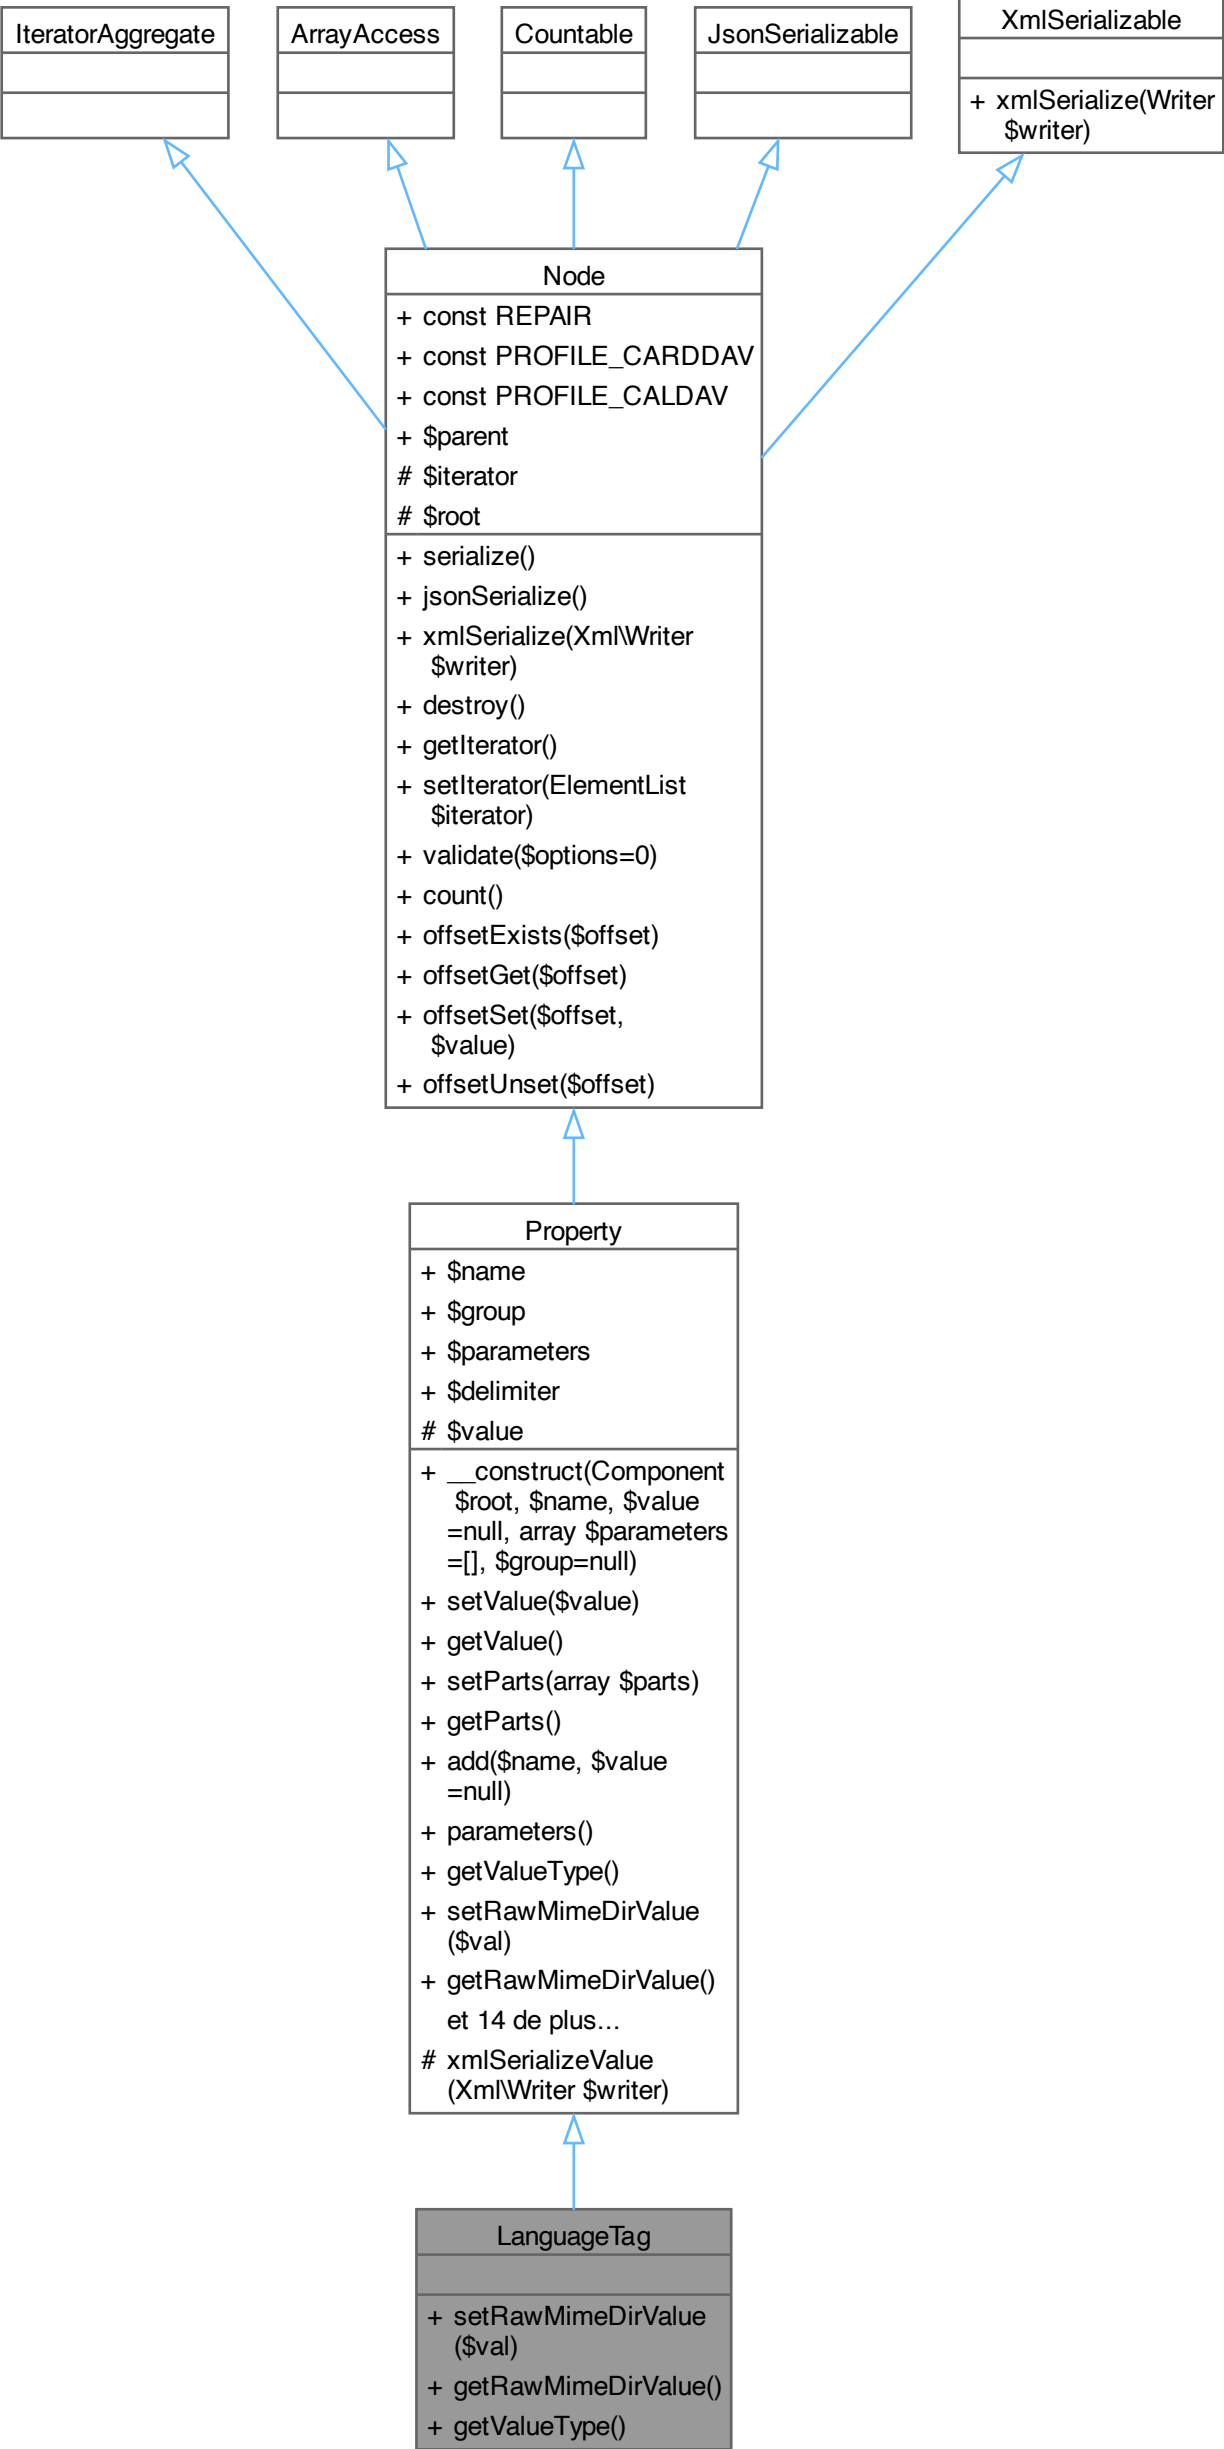 IteratorAggregate
ArrayAccess
Countable
JsonSerializable
XmlSerializable
+ xmlSerialize(Writer
$writer)
Node
+ const REPAIR
+ const PROFILE_CARDDAV
+ const PROFILE_CALDAV
+ $parent
# $iterator
# $root
+ serialize()
+ jsonSerialize()
+ xmlSerialize(Xml\Writer
$writer)
+ destroy()
+ getIterator()
+ setIterator(ElementList
$iterator)
+ validate($options=0)
+ count()
+ offsetExists($offset)
+ offsetGet($offset)
+ offsetSet($offset,
$value)
+ offsetUnset($offset)
Property
+ $name
+ $group
+ $parameters
+ $delimiter
# $value
+ __construct(Component
$root, $name, $value
=null, array $parameters
=[], $group=null)
+ setValue($value)
+ getValue()
+ setParts(array $parts)
+ getParts()
+ add($name, $value
=null)
+ parameters()
+ getValueType()
+ setRawMimeDirValue
($val)
+ getRawMimeDirValue()
et 14 de plus...
# xmlSerializeValue
(Xml\Writer $writer)
LanguageTag
+ setRawMimeDirValue
($val)
+ getRawMimeDirValue()
+ getValueType()